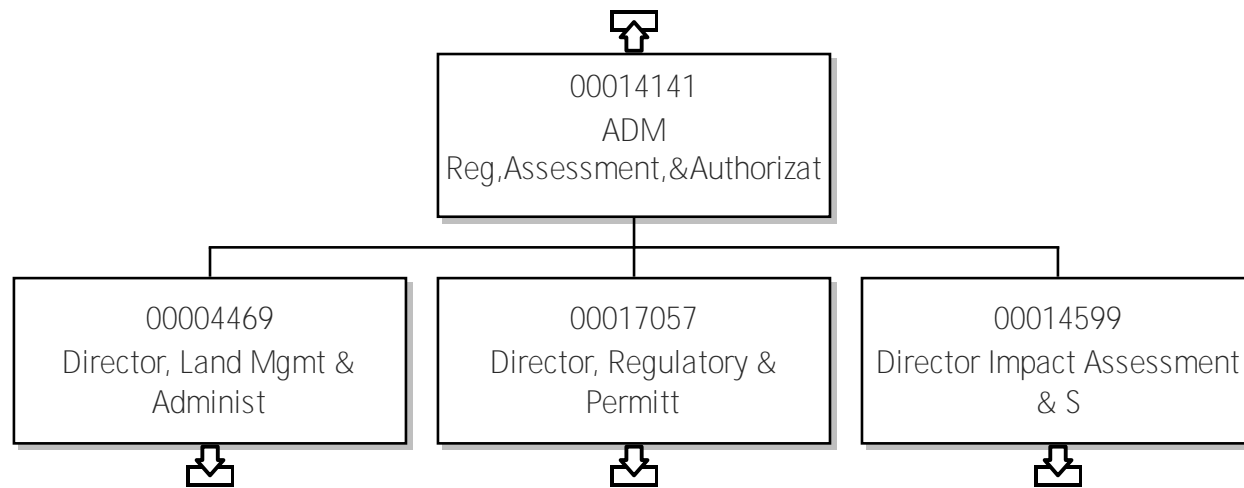 00014141
ADM
Reg,Assessment,&Authorizat
00004469
Director, Land Mgmt &
Administ
00017057
Director, Regulatory &
Permitt
00014599
Director Impact Assessment
& S